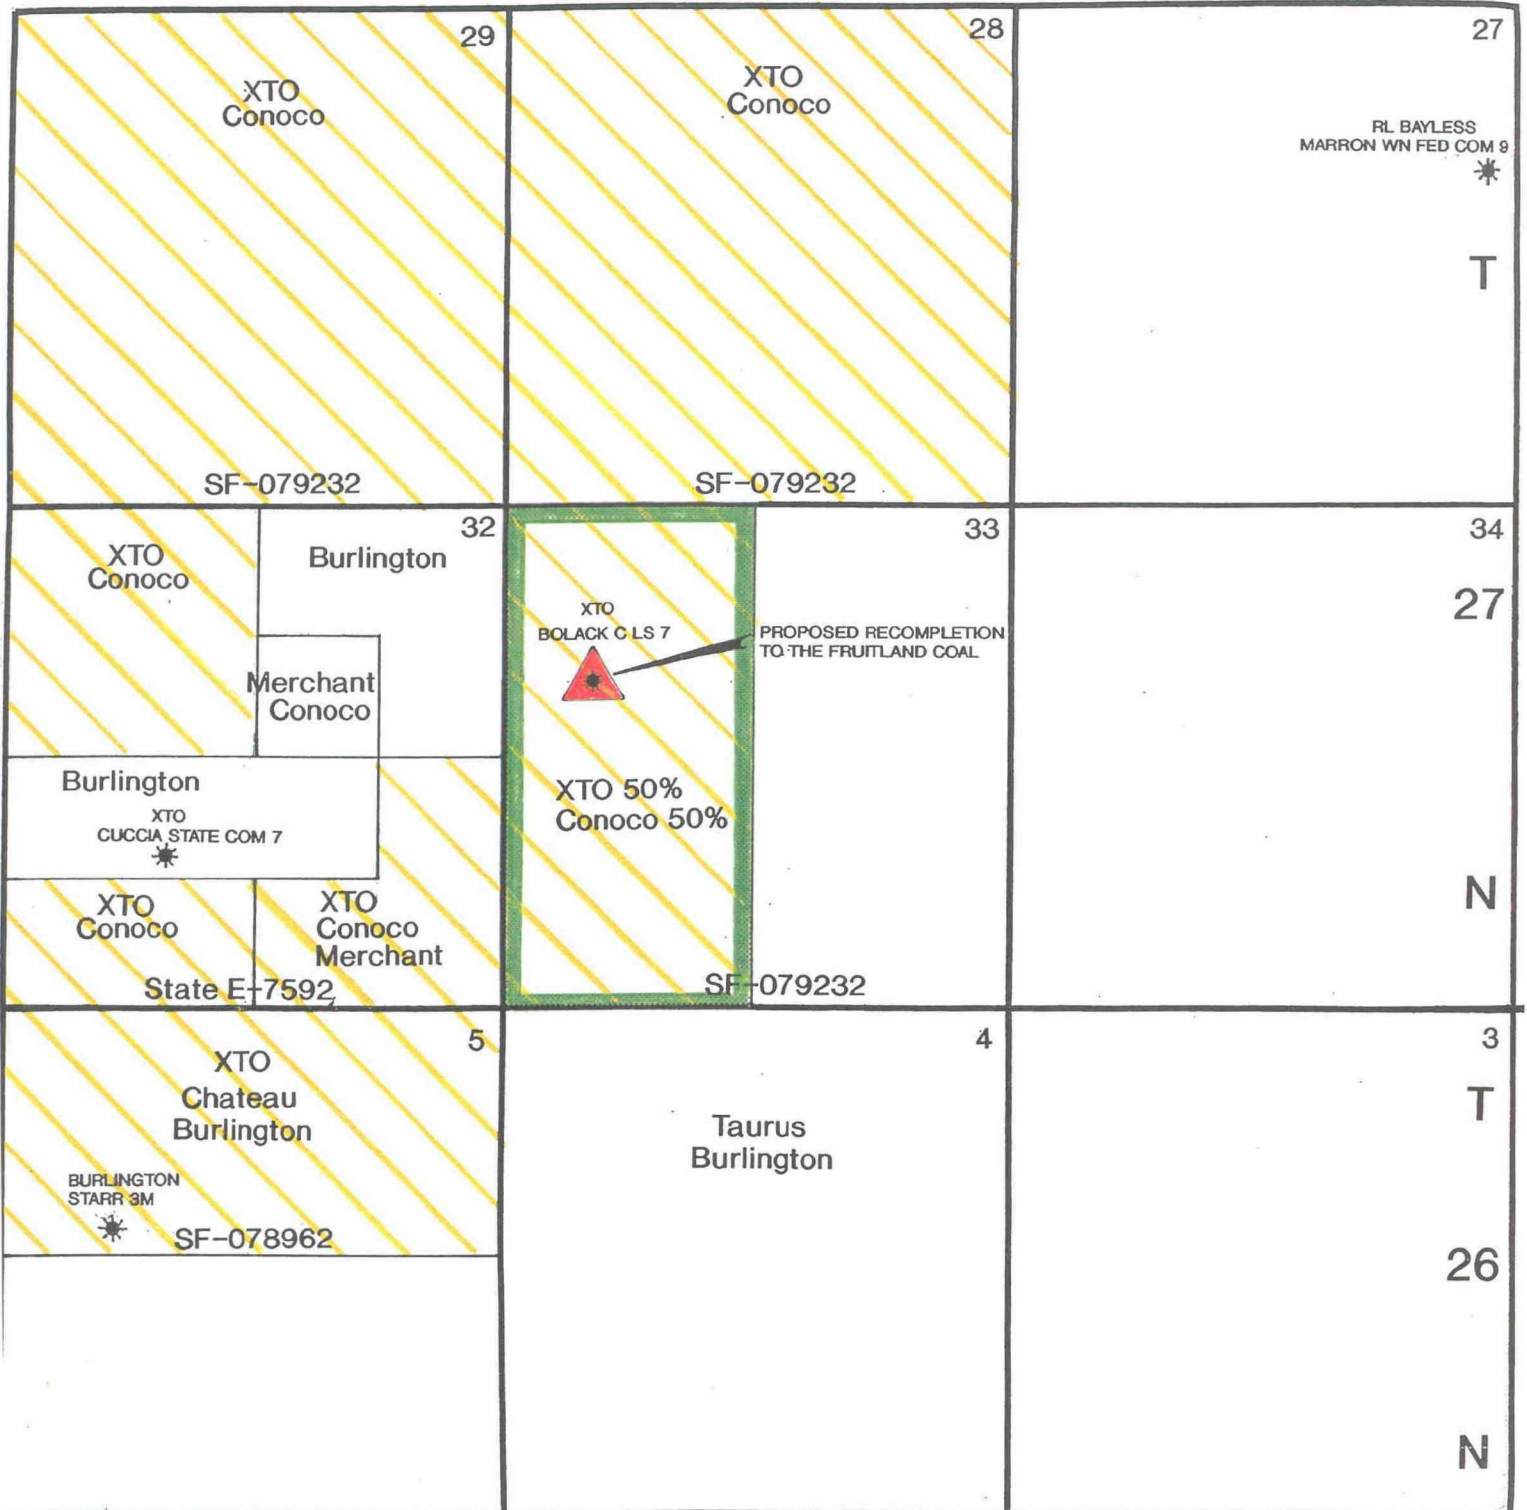 29
XTO
Conoco
SF-079232
28
XTO
Conoco
SF-079232
27
RL BAYLESS
MARRON WN FED COM 9
T
32
XTO
Conoco
Burlington
Merchant
Conoco
Burlington
XTO
CUCCIA STATE COM 7
XTO
Conoco
XTO
Conoco
Merchant
State E-7592
33
XTO
BOLACK C LS 7
PROPOSED RECOMPLETION
TO THE FRUITLAND COAL
XTO 50%
Conoco 50%
SF-079232
34
27
N
5
XTO
Chateau
Burlington
BURLINGTON
STARR 3M
SF-078962
4
Taurus
Burlington
3
T
26
N